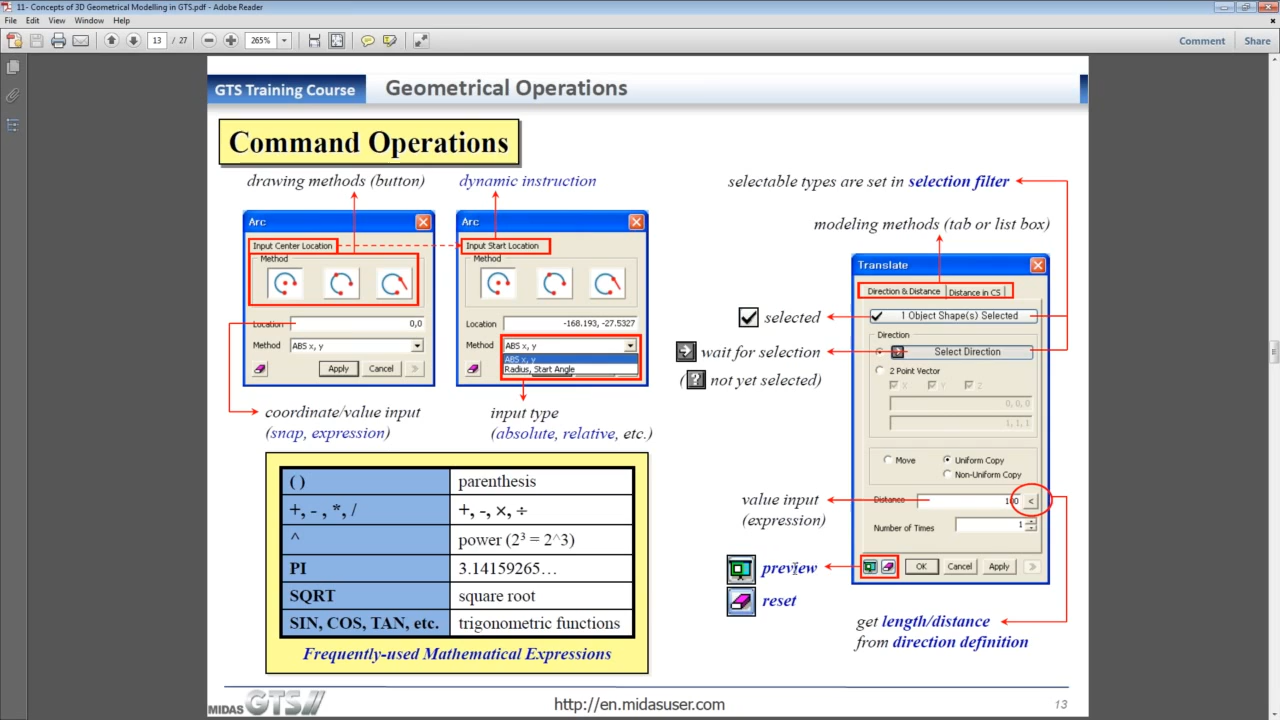 11- Concepts of 3D Geometrical Modelling in GTS.pdf - Adobe Reader
File Edit View Window Help
13 / 27 265% Comment Share
GTS Training Course Geometrical Operations
Command Operations
drawing methods (button)
dynamic instruction
Arc
Input Center Location
Method
Location 0,0
Method ABS x, y
Apply Cancel >>
Arc
Input Start Location
Method
Location -168.193, -27.5327
Method ABS x, y
ABS x, y
Radius, Start Angle
coordinate/value input
(snap, expression)
input type
(absolute, relative, etc.)
( ) parenthesis
+, - , *, / +, -, ×, ÷
^ power (2³ = 2^3)
PI 3.14159265…
SQRT square root
SIN, COS, TAN, etc. trigonometric functions
Frequently-used Mathematical Expressions
selectable types are set in selection filter
modeling methods (tab or list box)
Translate
Direction & Distance Distance in CS
1 Object Shape(s) Selected
Direction
Select Direction
2 Point Vector
X Y Z
0, 0, 0
1, 1, 1
Move Uniform Copy
Non-Uniform Copy
Distance 100 <
Number of Times 1
OK Cancel Apply >>
selected
wait for selection
( ? not yet selected)
value input
(expression)
preview
reset
get length/distance
from direction definition
MIDAS GTS
http://en.midasuser.com
13